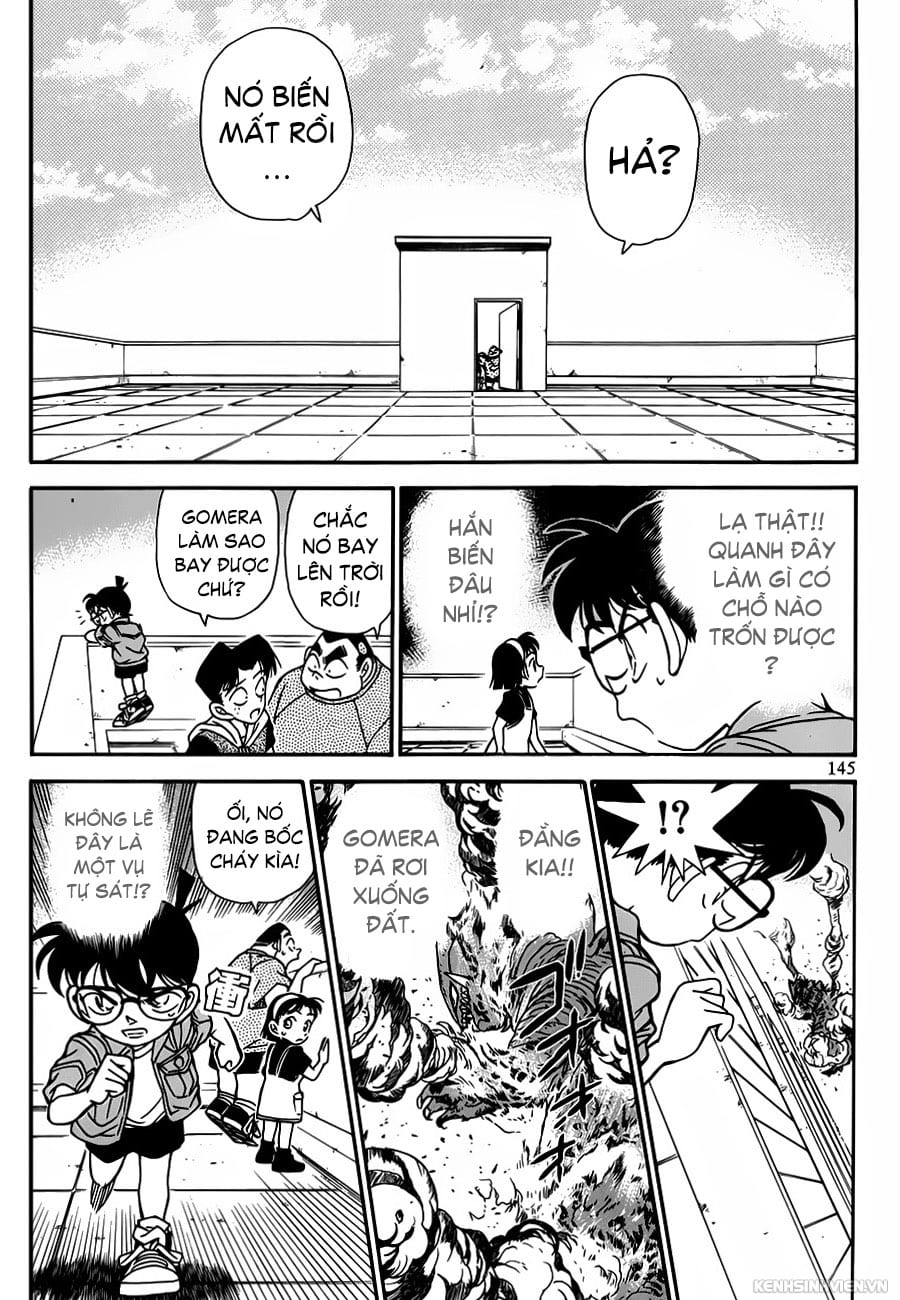 HẢ?
NÓ BIẾN
MẤT RỒI
...
LẠ THẬT!!
QUANH ĐÂY
LÀM GÌ CÓ
CHỖ NÀO
TRỐN ĐƯỢC
?
HẮN
BIẾN
ĐÂU
NHỈ!?
CHẮC
NÓ BAY
LÊN TRỜI
RỒI!
GOMERA
LÀM SAO
BAY ĐƯỢC
CHỨ?
145
!?
ĐẰNG
KIA!!
GOMERA
ĐÃ RƠI
XUỐNG
ĐẤT.
ゴオオオ
ỐI, NÓ
ĐANG BỐC
CHÁY KÌA!
衝
KHÔNG LẼ
ĐÂY LÀ
MỘT VỤ
TỰ SÁT!?
KENHSINHVIEN.VN